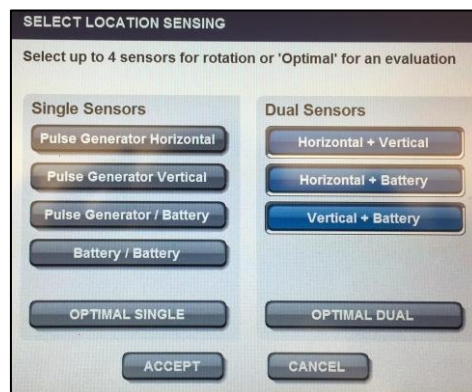 SELECT LOCATION SENSING
Select up to 4 sensors for rotation or 'Optimal' for an evaluation
Single Sensors
Pulse Generator Horizontal
Pulse Generator Vertical
Pulse Generator / Battery
Battery / Battery
OPTIMAL SINGLE
Dual Sensors
Horizontal + Vertical
Horizontal + Battery
Vertical + Battery
OPTIMAL DUAL
ACCEPT
CANCEL